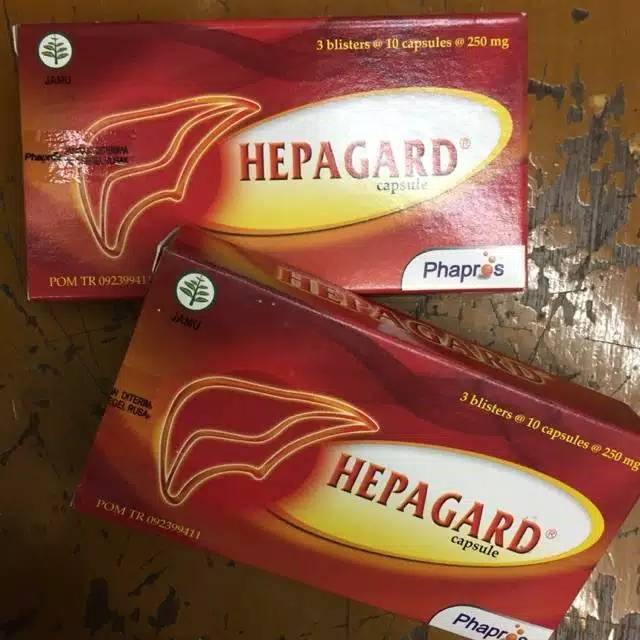 3 blisters @ 10 capsules @ 250 mg
JAMU
HEPAGARD®
capsule
Phapros
POM TR 09239941
HEPAGARD
JAMU
3 blisters @ 10 capsules @ 250 mg
DITERIMA
HEPAGARD®
capsule
POM TR 092399411
Phapros